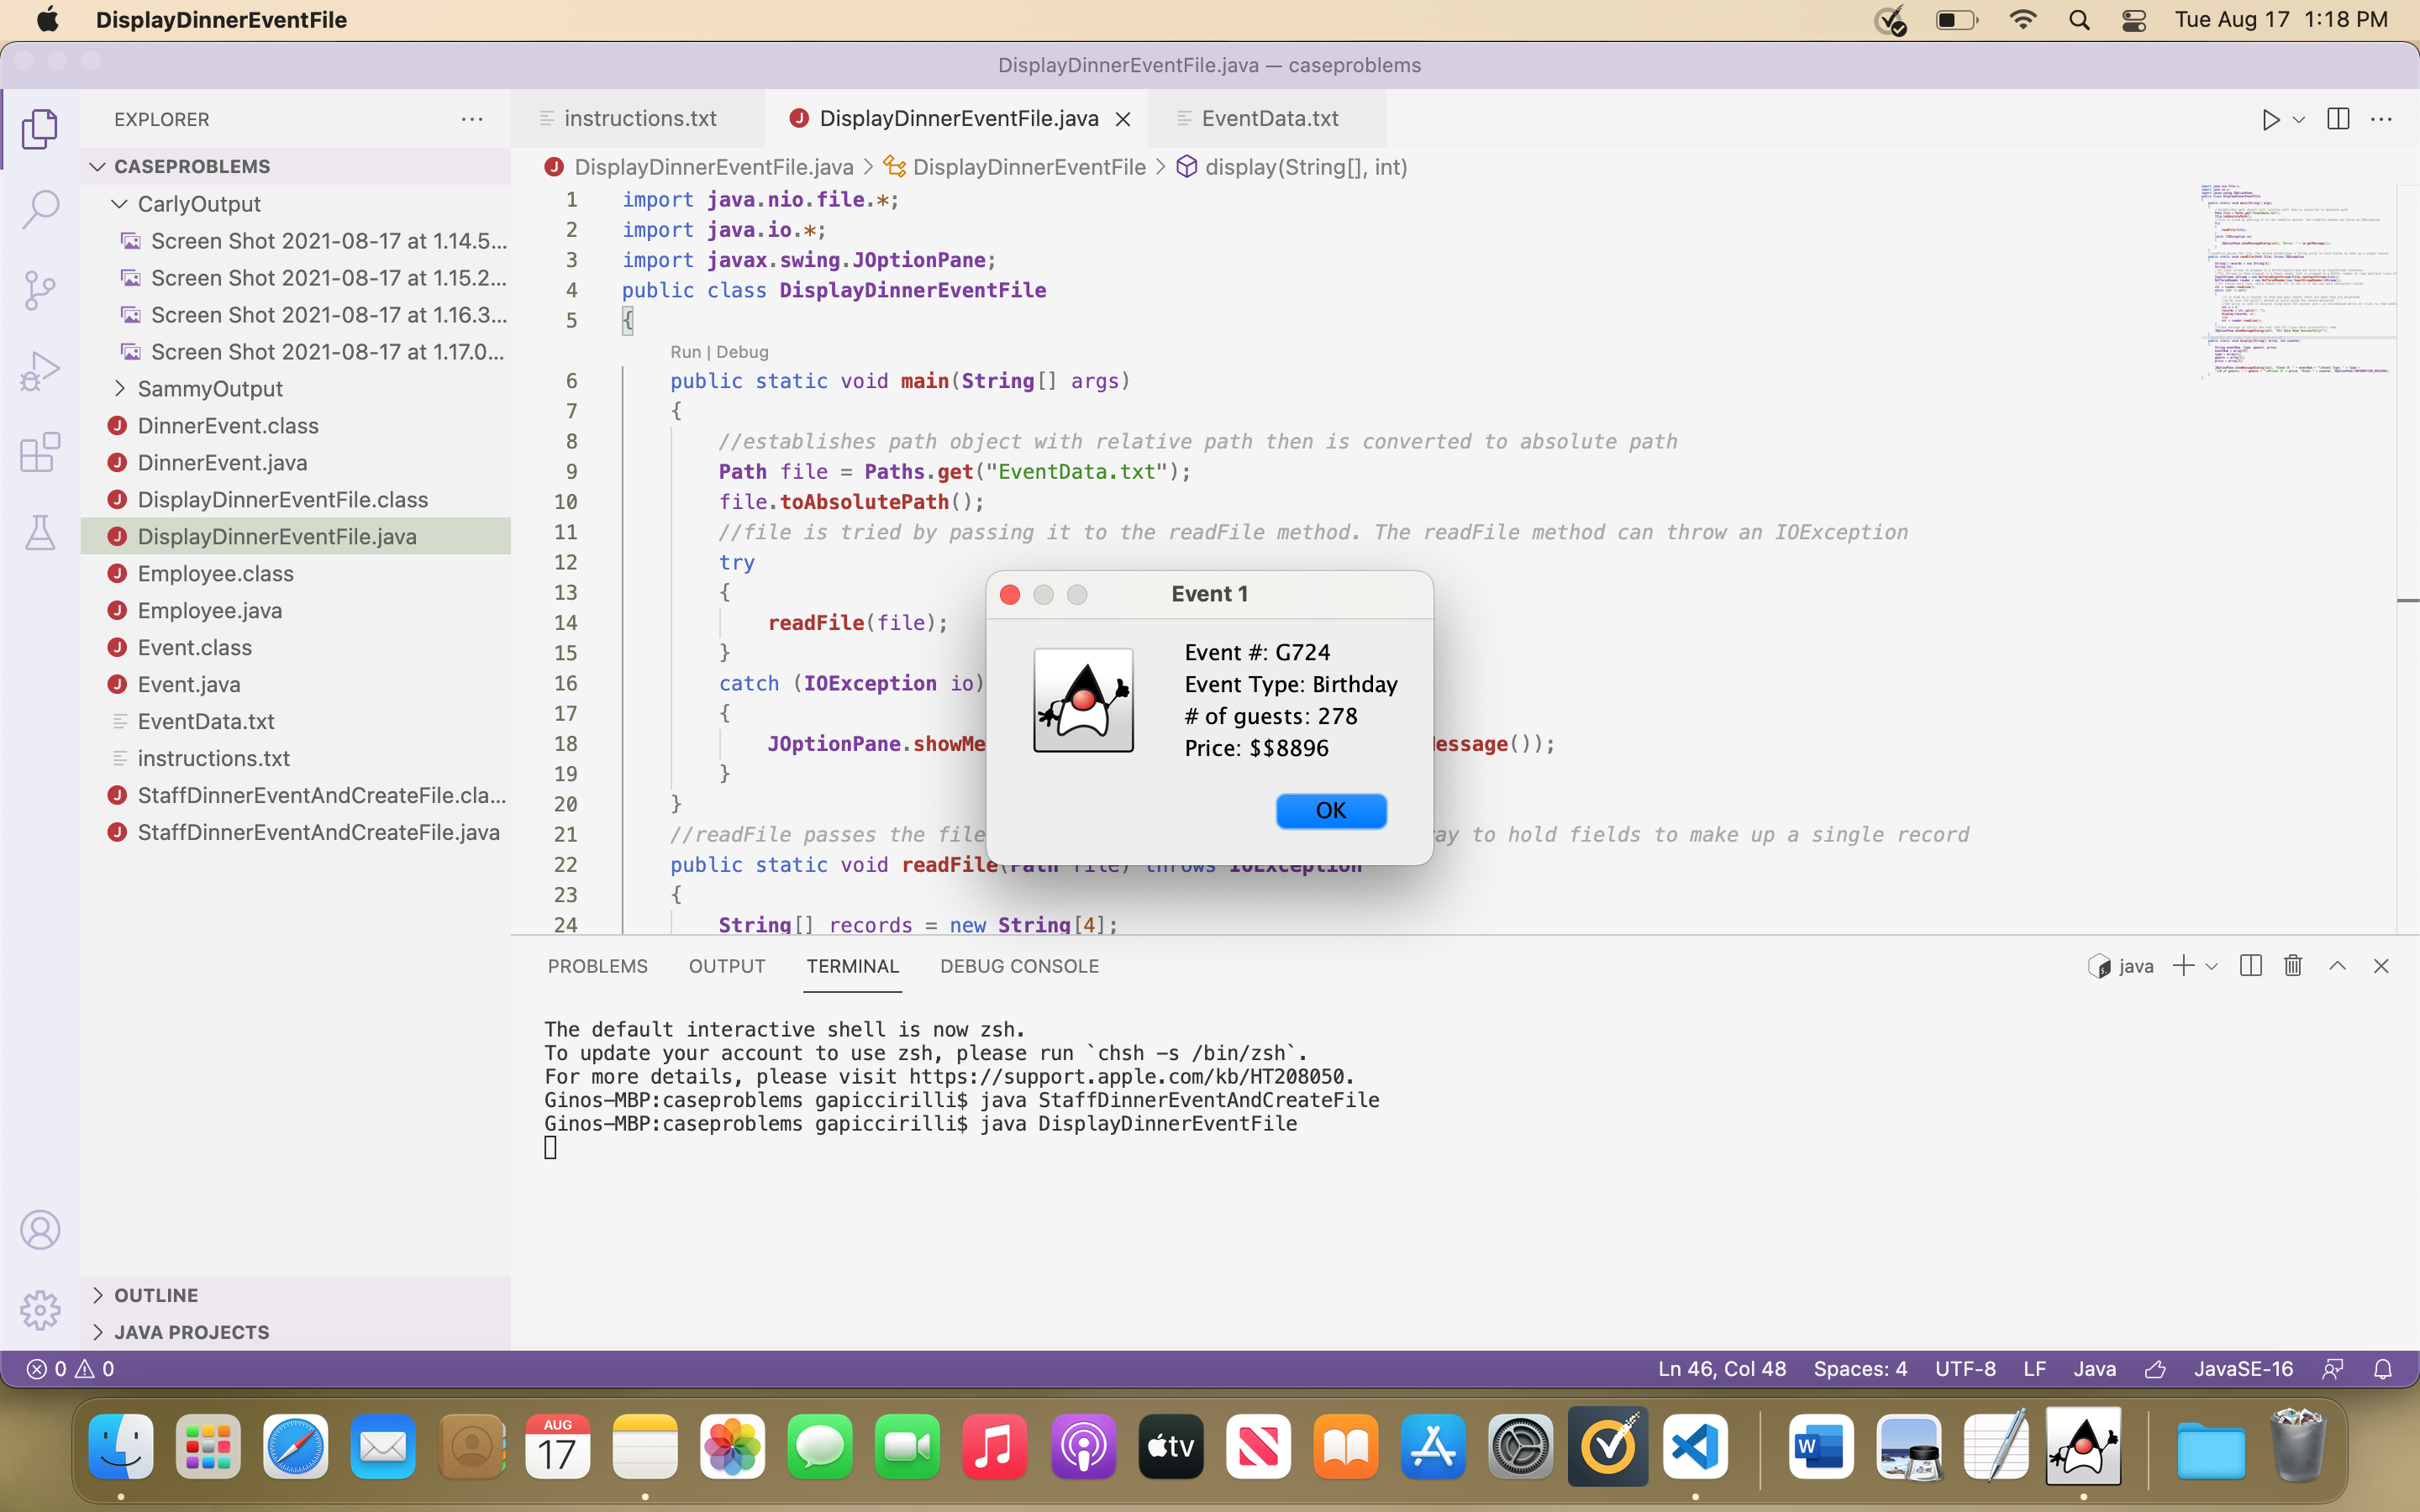 DisplayDinnerEventFile
Tue Aug 17 1:18 PM
DisplayDinnerEventFile.java — caseproblems
EXPLORER
CASEPROBLEMS
CarlyOutput
Screen Shot 2021-08-17 at 1.14.5...
Screen Shot 2021-08-17 at 1.15.2...
Screen Shot 2021-08-17 at 1.16.3...
Screen Shot 2021-08-17 at 1.17.0...
SammyOutput
DinnerEvent.class
DinnerEvent.java
DisplayDinnerEventFile.class
DisplayDinnerEventFile.java
Employee.class
Employee.java
Event.class
Event.java
EventData.txt
instructions.txt
StaffDinnerEventAndCreateFile.cla...
StaffDinnerEventAndCreateFile.java
OUTLINE
JAVA PROJECTS
instructions.txt
DisplayDinnerEventFile.java
EventData.txt
DisplayDinnerEventFile.java > DisplayDinnerEventFile > display(String[], int)
1 import java.nio.file.*;
2 import java.io.*;
3 import javax.swing.JOptionPane;
4 public class DisplayDinnerEventFile
5 {
Run | Debug
6 public static void main(String[] args)
7 {
8 //establishes path object with relative path then is converted to absolute path
9 Path file = Paths.get("EventData.txt");
10 file.toAbsolutePath();
11 //file is tried by passing it to the readFile method. The readFile method can throw an IOException
12 try
13 {
14 readFile(file);
15 }
16 catch (IOException io)
17 {
18 JOptionPane.showMe essage());
19 }
20 }
21 //readFile passes the file ay to hold fields to make up a single record
22 public static void readFile(Path file) throws IOException
23 {
24 String[] records = new String[4];
Event 1
Event #: G724
Event Type: Birthday
# of guests: 278
Price: $$8896
OK
PROBLEMS
OUTPUT
TERMINAL
DEBUG CONSOLE
java
The default interactive shell is now zsh.
To update your account to use zsh, please run `chsh -s /bin/zsh`.
For more details, please visit https://support.apple.com/kb/HT208050.
Ginos-MBP:caseproblems gapiccirilli$ java StaffDinnerEventAndCreateFile
Ginos-MBP:caseproblems gapiccirilli$ java DisplayDinnerEventFile
0 0
Ln 46, Col 48
Spaces: 4
UTF-8
LF
Java
JavaSE-16
AUG
17
tv
W